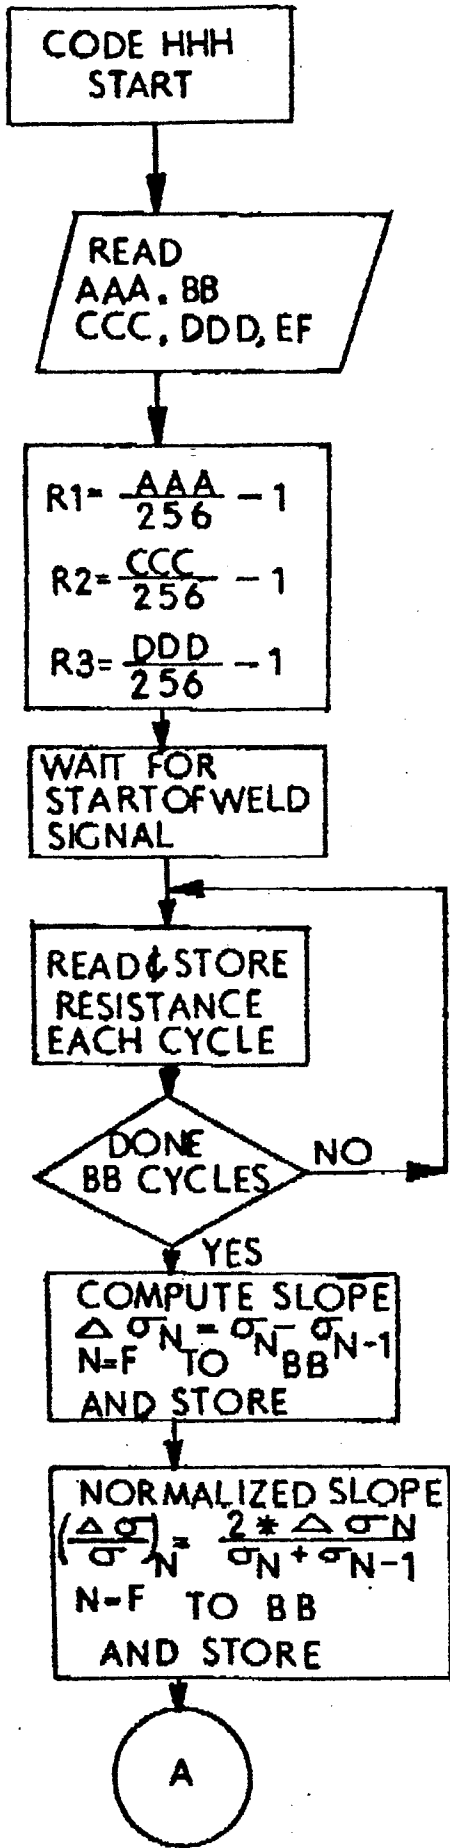 CODE HHH
START
READ
AAA, BB
CCC, DDD, EF
R1= AAA/256 - 1
R2= CCC/256 - 1
R3= DDD/256 - 1
WAIT FOR
START OF WELD
SIGNAL
READ & STORE
RESISTANCE
EACH CYCLE
DONE NO
BB CYCLES
YES
COMPUTE SLOPE
Δ σN = σN - σN-1
N=F TO BB
AND STORE
NORMALIZED SLOPE
(Δσ/σ)N = 2 * Δ σN / σN + σN-1
N=F TO BB
AND STORE
A